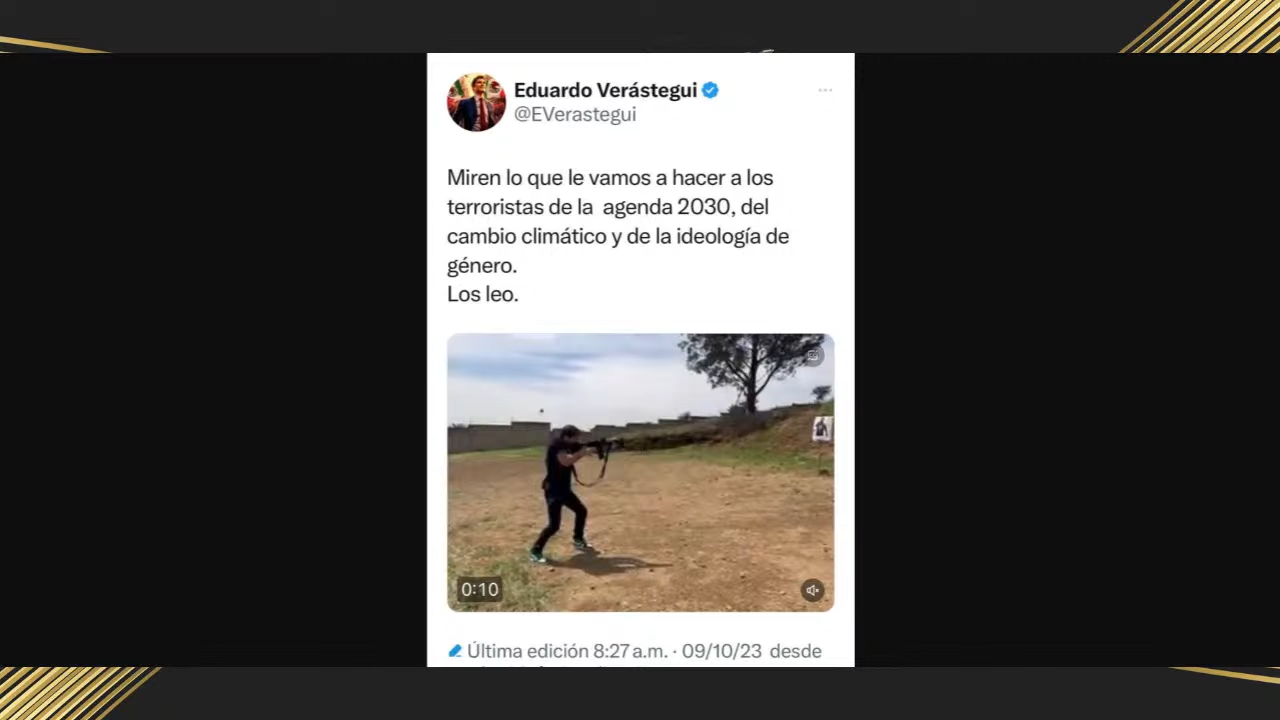 Eduardo Verástegui
@EVerastegui
Miren lo que le vamos a hacer a los
terroristas de la agenda 2030, del
cambio climático y de la ideología de
género.
Los leo.
0:10
Última edición 8:27 a.m. · 09/10/23 desde